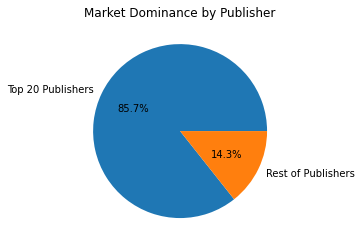 Market Dominance by Publisher
Top 20 Publishers
85.7%
14.3%
Rest of Publishers